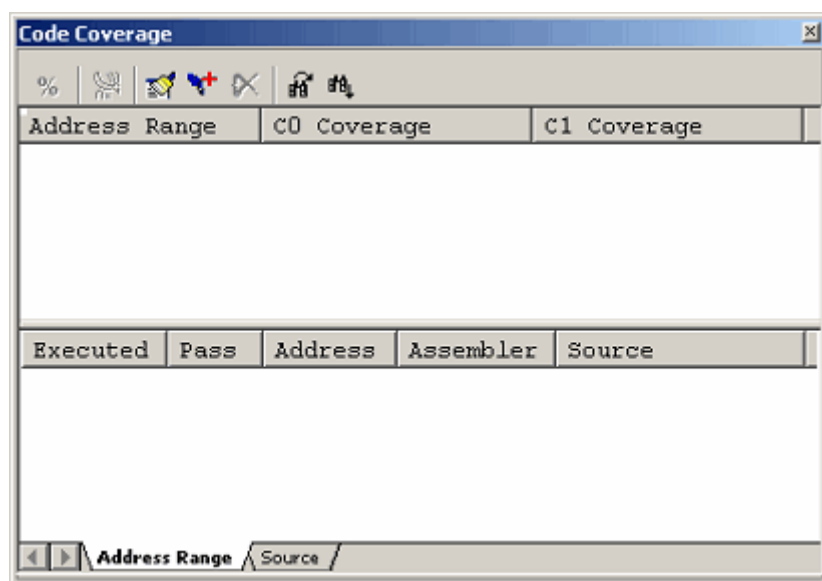 Code Coverage
%
Address Range C0 Coverage C1 Coverage
Executed Pass Address Assembler Source
Address Range Source